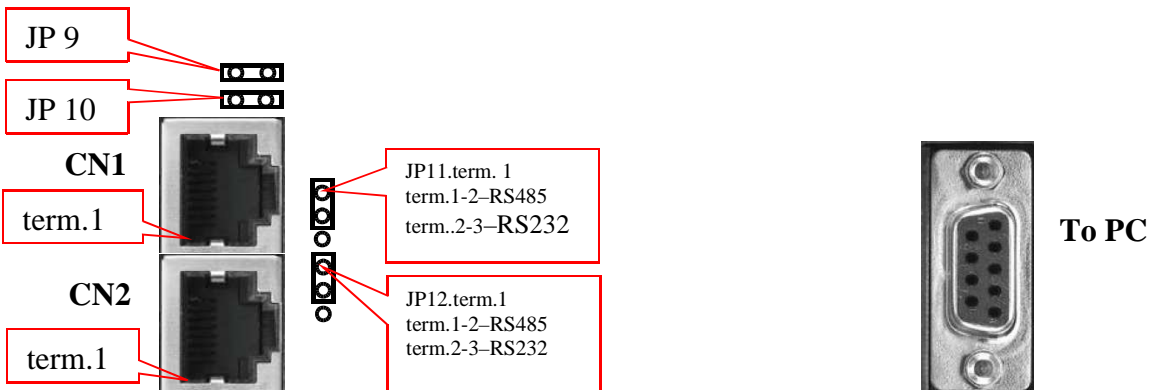 JP 9
JP 10
CN1
term.1
JP11.term. 1
term.1-2–RS485
term..2-3–RS232
To PC
CN2
term.1
JP12.term.1
term.1-2–RS485
term.2-3–RS232